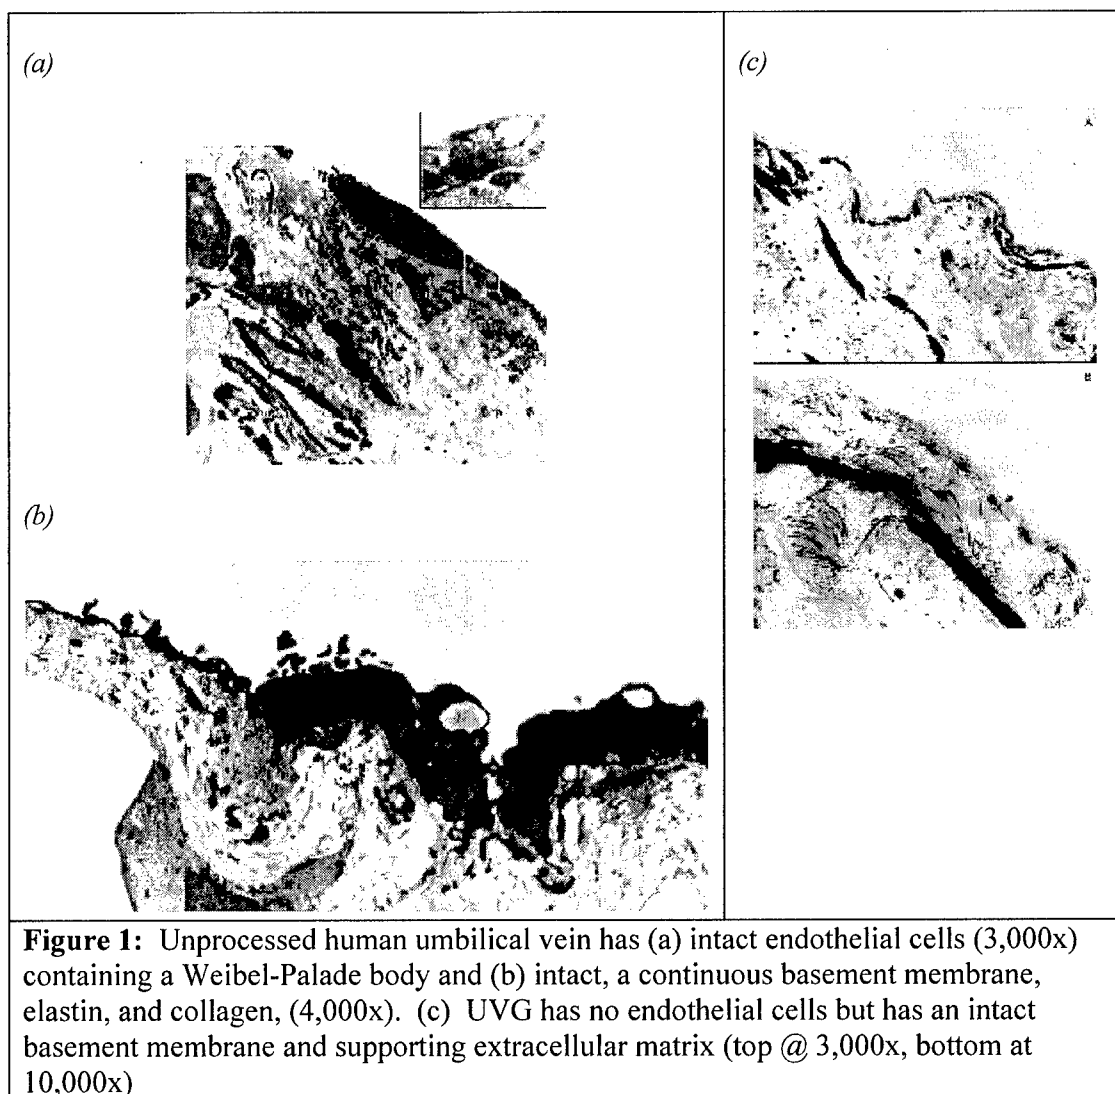 (a)
(c)
A
B
(b)
Figure 1: Unprocessed human umbilical vein has (a) intact endothelial cells (3,000x)
containing a Weibel-Palade body and (b) intact, a continuous basement membrane,
elastin, and collagen, (4,000x). (c) UVG has no endothelial cells but has an intact
basement membrane and supporting extracellular matrix (top @ 3,000x, bottom at
10,000x)